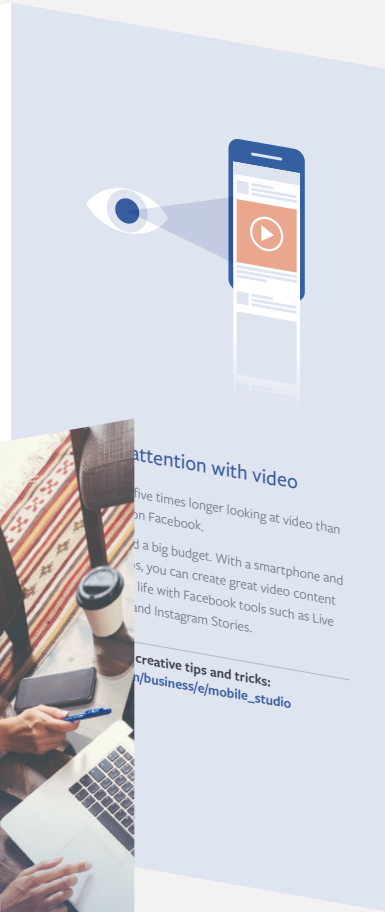 attention with video
five times longer looking at video than
on Facebook.
a big budget. With a smartphone and
you can create great video content
life with Facebook tools such as Live
and Instagram Stories.
creative tips and tricks:
/business/e/mobile_studio